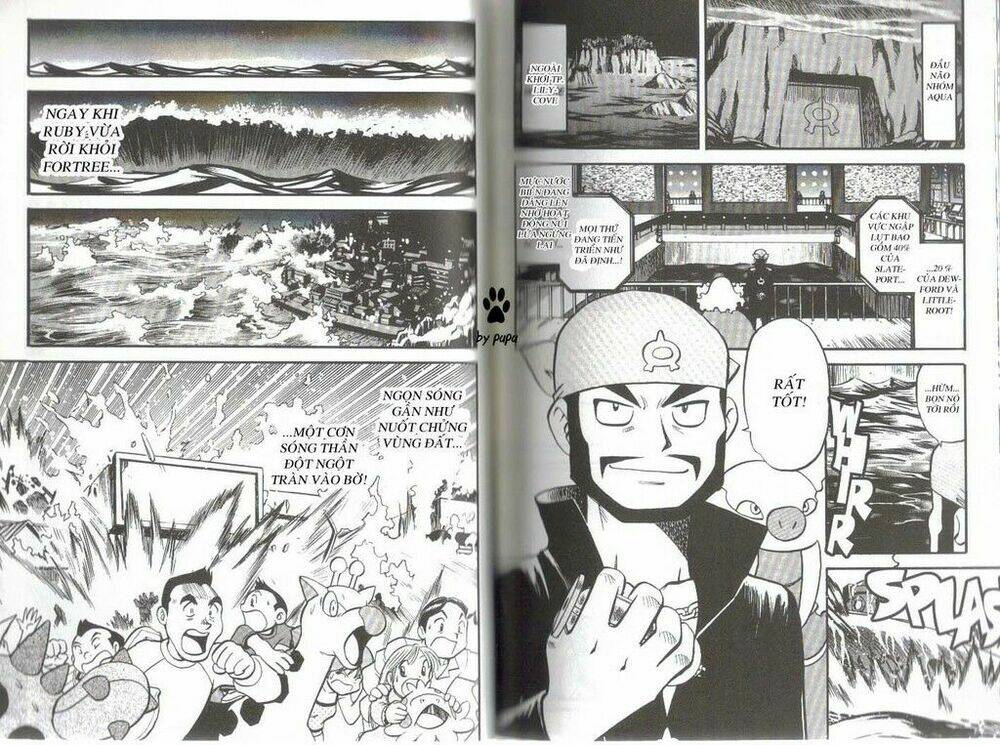 NGAY KHI
RUBY VỪA
RỜI KHỎI
FORTREE...
NGỌN SÓNG
GẦN NHƯ
NUỐT CHỬNG
VÙNG ĐẤT...
...MỘT CƠN
SÓNG THẦN
ĐỘT NGỘT
TRÀN VÀO BỜ!
by pupa
NGOÀI
KHƠI TP.
LILY-
COVE
ĐẦU
NÃO
NHÓM
AQUA
MỰC NƯỚC
BIỂN ĐANG
DÂNG LÊN
NHỜ HOẠT
ĐỘNG NÚI
LỬA NGỪNG
LẠI ...
MỌI THỨ
ĐANG TIẾN
TRIỂN NHƯ
ĐÃ ĐỊNH...!
CÁC KHU
VỰC NGẬP
LỤT BAO
GỒM 40%
CỦA
SLATE-
PORT...
...20 %
CỦA DEW-
FORD VÀ
LITTLE-
ROOT!
RẤT
TỐT!
...HỪM...
BỌN NÓ
TỚI RỒI
WHIRR
SPLAS